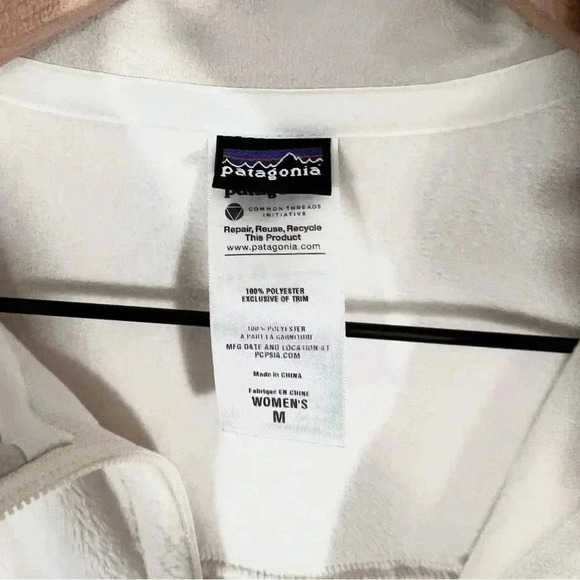 patagonia
COMMON THREADS
INITIATIVE
Repair, Reuse, Recycle
This Product
www.patagonia.com
100% POLYESTER
EXCLUSIVE OF TRIM
100% POLYESTER
A PART LA GARNITURE
MFG DATE AND LOCATION AT
PCPSIA.COM
Made in CHINA
Fabriqué EN CHINE
WOMEN'S
M